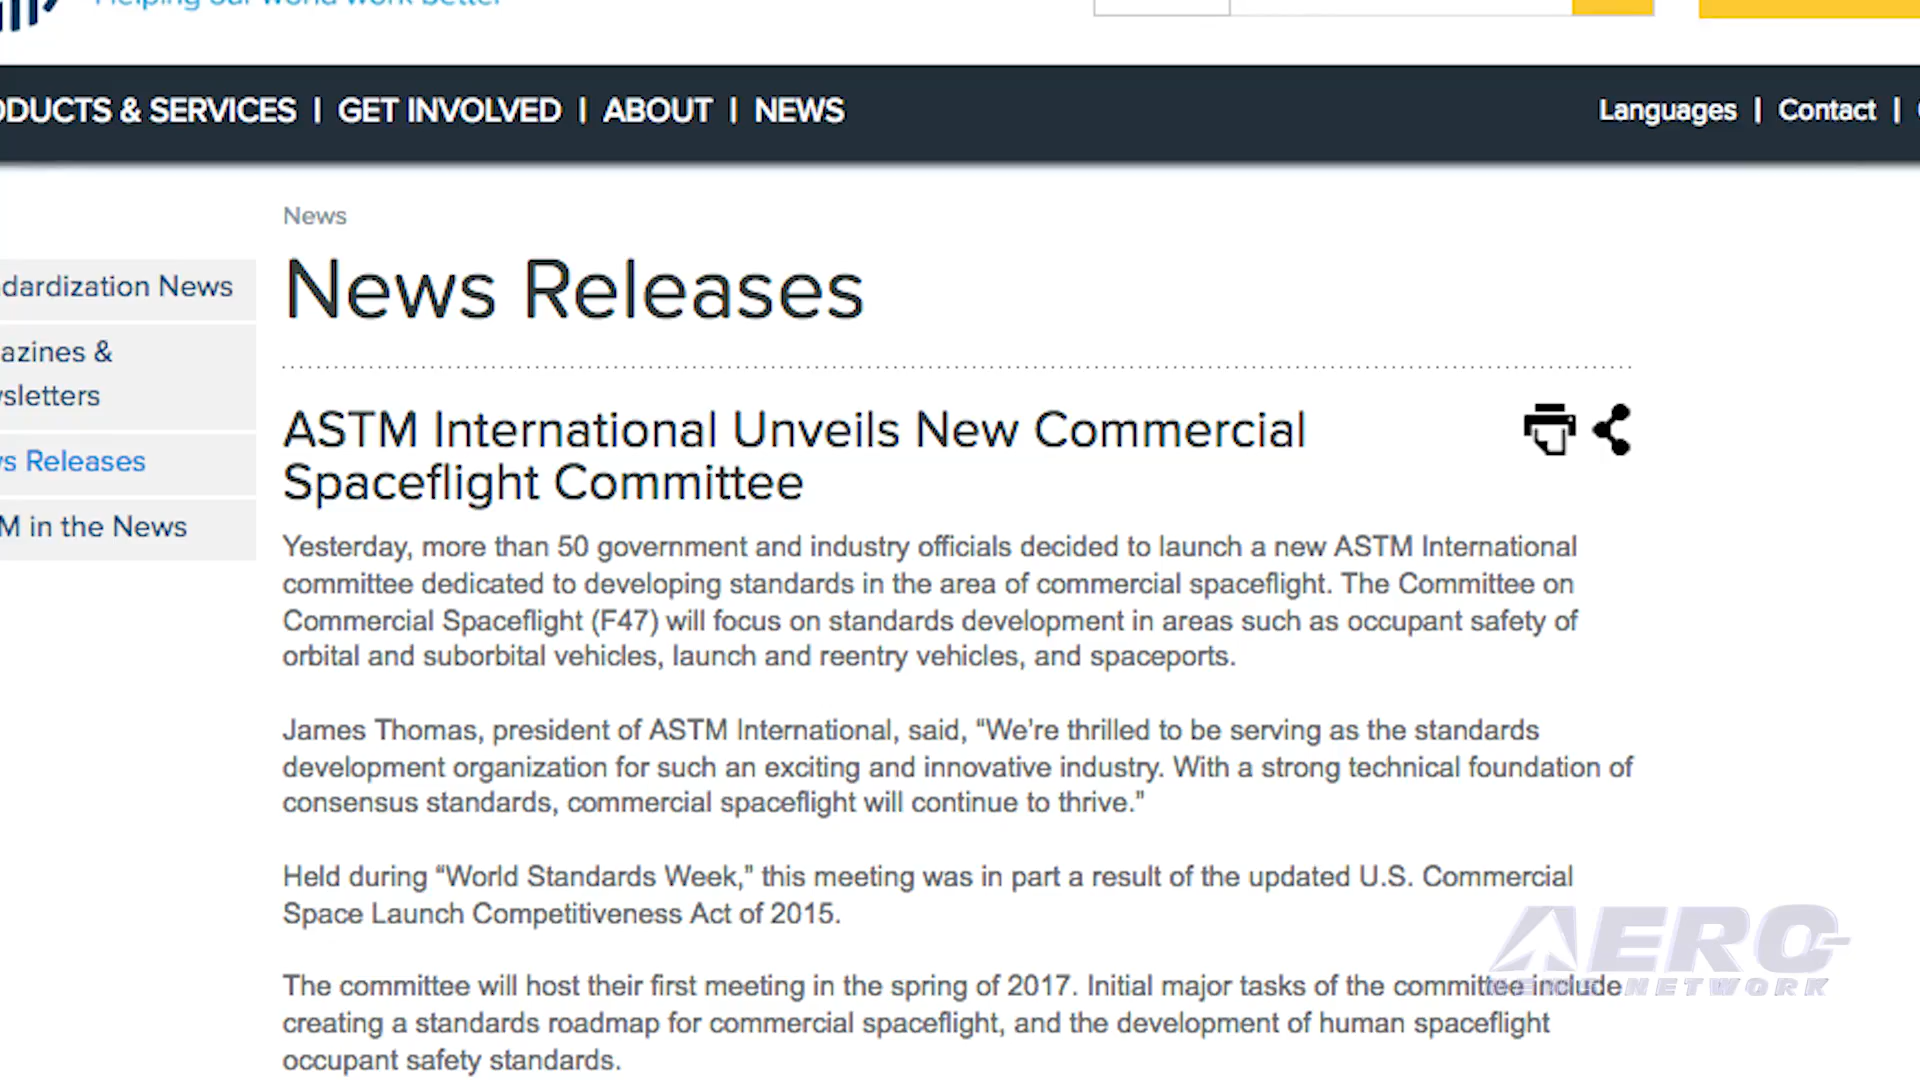 Helping our world work better
PRODUCTS & SERVICES | GET INVOLVED | ABOUT | NEWS
Languages | Contact |
News
dardization News
News Releases
azines &
sletters
ASTM International Unveils New Commercial
Spaceflight Committee
s Releases
M in the News
Yesterday, more than 50 government and industry officials decided to launch a new ASTM International
committee dedicated to developing standards in the area of commercial spaceflight. The Committee on
Commercial Spaceflight (F47) will focus on standards development in areas such as occupant safety of
orbital and suborbital vehicles, launch and reentry vehicles, and spaceports.
James Thomas, president of ASTM International, said, “We're thrilled to be serving as the standards
development organization for such an exciting and innovative industry. With a strong technical foundation of
consensus standards, commercial spaceflight will continue to thrive.”
Held during “World Standards Week,” this meeting was in part a result of the updated U.S. Commercial
Space Launch Competitiveness Act of 2015.
The committee will host their first meeting in the spring of 2017. Initial major tasks of the committee include
creating a standards roadmap for commercial spaceflight, and the development of human spaceflight
occupant safety standards.
AERO-
NEWS NETWORK